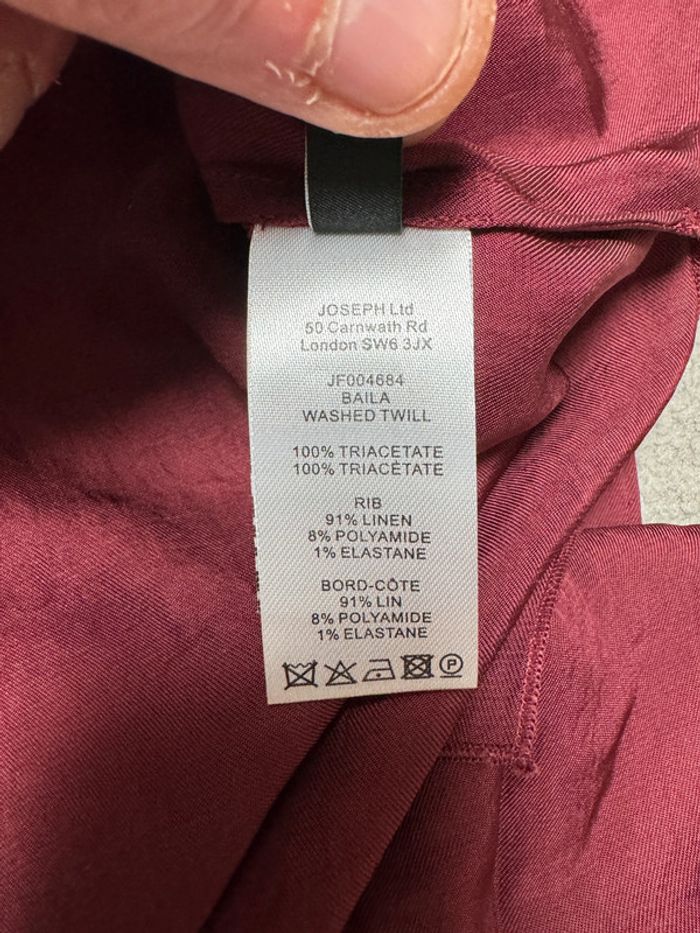 JOSEPH Ltd
50 Carnwath Rd
London SW6 3JX
JF004684
BAILA
WASHED TWILL
100% TRIACETATE
100% TRIACÉTATE
RIB
91% LINEN
8% POLYAMIDE
1% ELASTANE
BORD-CÔTE
91% LIN
8% POLYAMIDE
1% ELASTANE
P